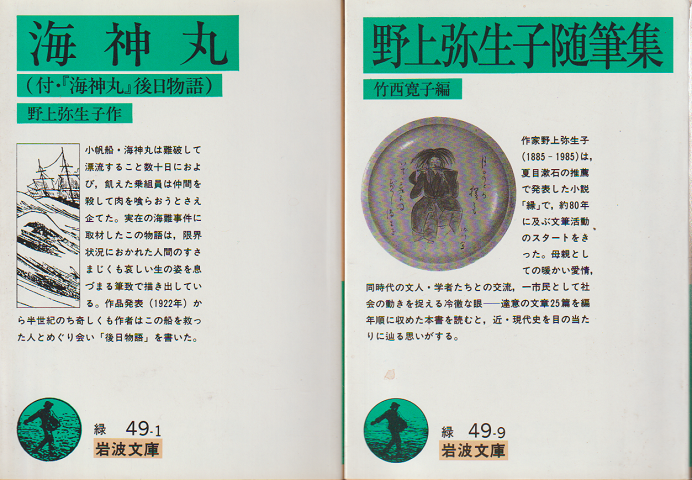 海神丸
(付・『海神丸』後日物語)
野上弥生子作
小帆船・海神丸は難破して
漂流すること数十日におよ
び，飢えた乗組員は仲間を
殺して肉を喰らおうとさえ
企てた。実在の海難事件に
取材したこの物語は，限界
状況におかれた人間のすさ
まじくも哀しい生の姿を息
づまる筆致で描き出してい
る。作品発表(1922年)か
ら半世紀のち奇しくも作者はこの船を救っ
た人とめぐり会い「後日物語」を書いた。
緑 49-1
岩波文庫
野上弥生子随筆集
竹西寛子編
作家野上弥生子
(1885－1985)は，
夏目漱石の推薦
で発表した小説
「縁」で，約80年
に及ぶ文筆活動
のスタートをき
った。母親とし
ての暖かい愛情，
同時代の文人・学者たちとの交流，一市民として社
会の動きを捉える冷徹な眼――達意の文章25篇を編
年順に収めた本書を読むと，近・現代史を目の当た
りに辿る思いがする。
緑 49-9
岩波文庫